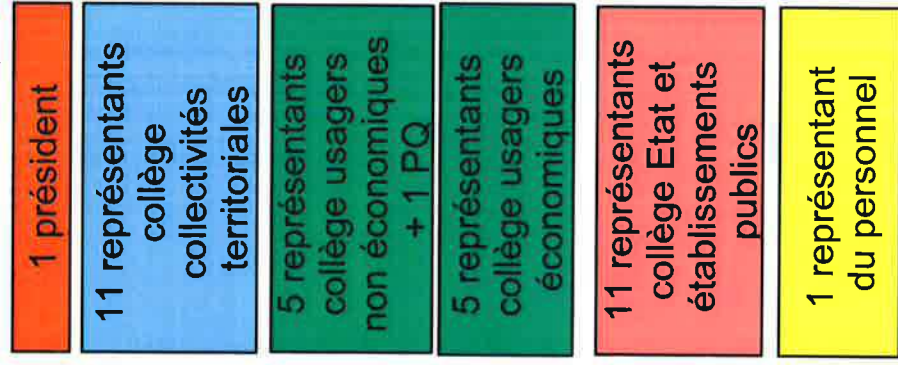 1 président
11 représentants
collège
collectivités
territoriales
5 représentants
collège usagers
non économiques
+ 1 PQ
5 représentants
collège usagers
économiques
11 représentants
collège Etat et
établissements
publics
1 représentant
du personnel